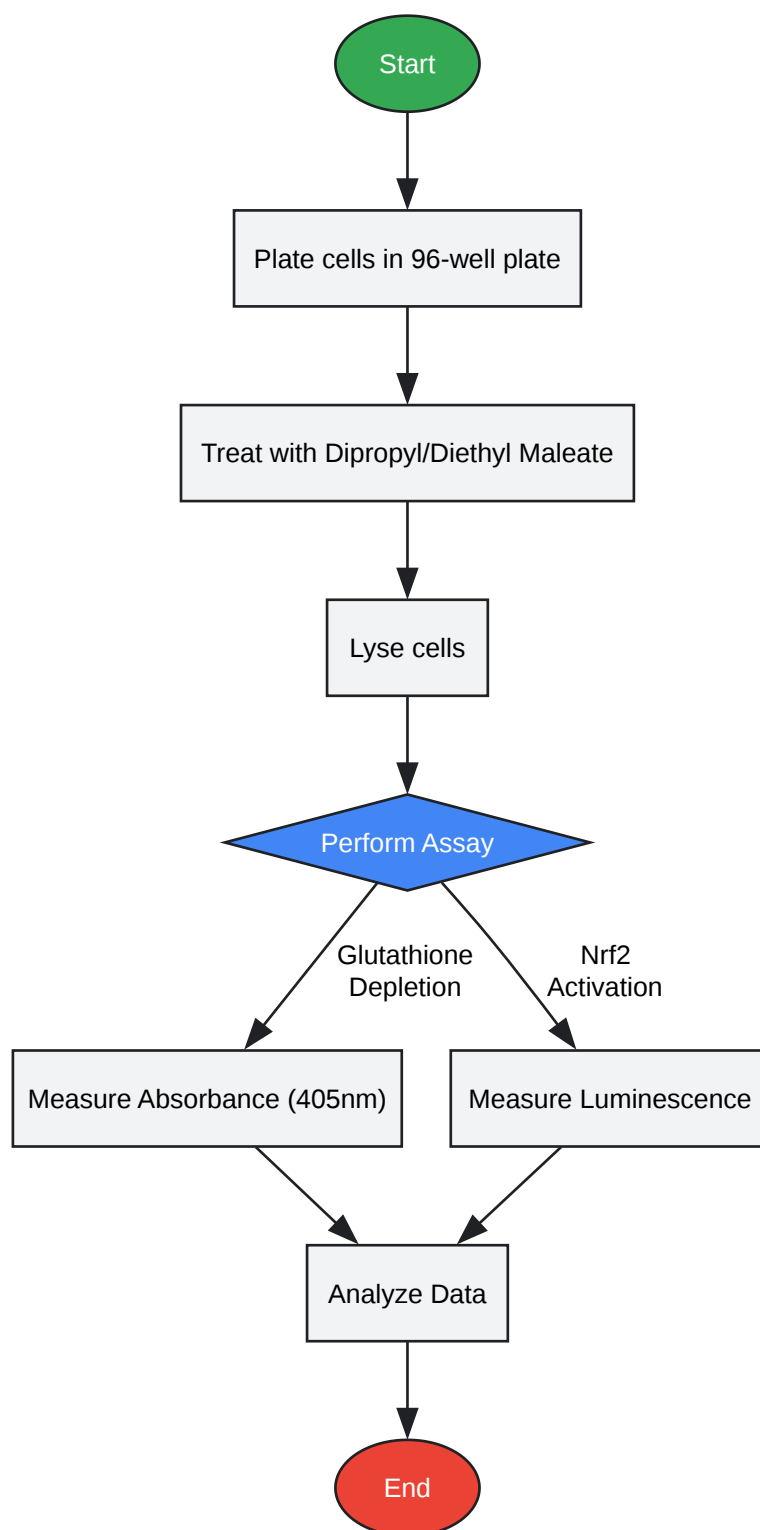 Start
Plate cells in 96-well plate
Treat with Dipropyl/Diethyl Maleate
Lyse cells
Perform Assay
Glutathione
Depletion
Nrf2
Activation
Measure Absorbance (405nm)
Measure Luminescence
Analyze Data
End